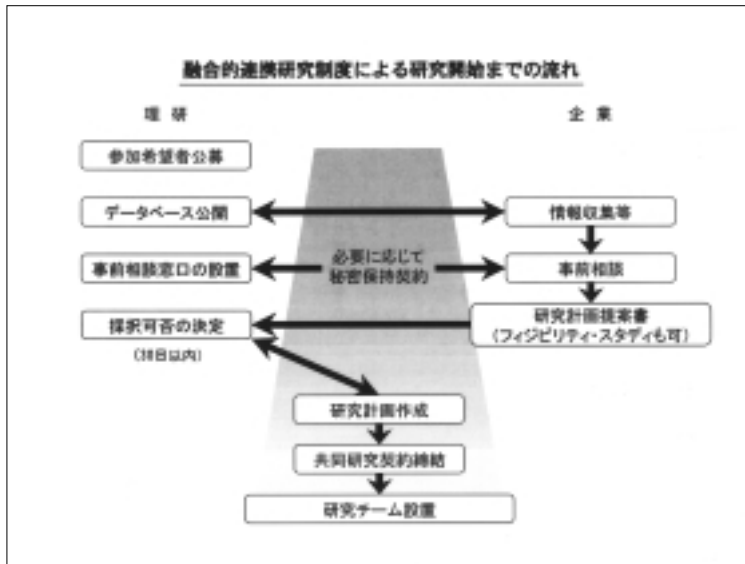 融合的連携研究制度による研究開始までの流れ
理研
企業
参加希望者公募
データベース公開
情報収集等
事前相談窓口の設置
必要に応じて
秘密保持契約
事前相談
採択可否の決定
(30日以内)
研究計画提案書
(フィジビリティ・スタディも可)
研究計画作成
共同研究契約締結
研究チーム設置